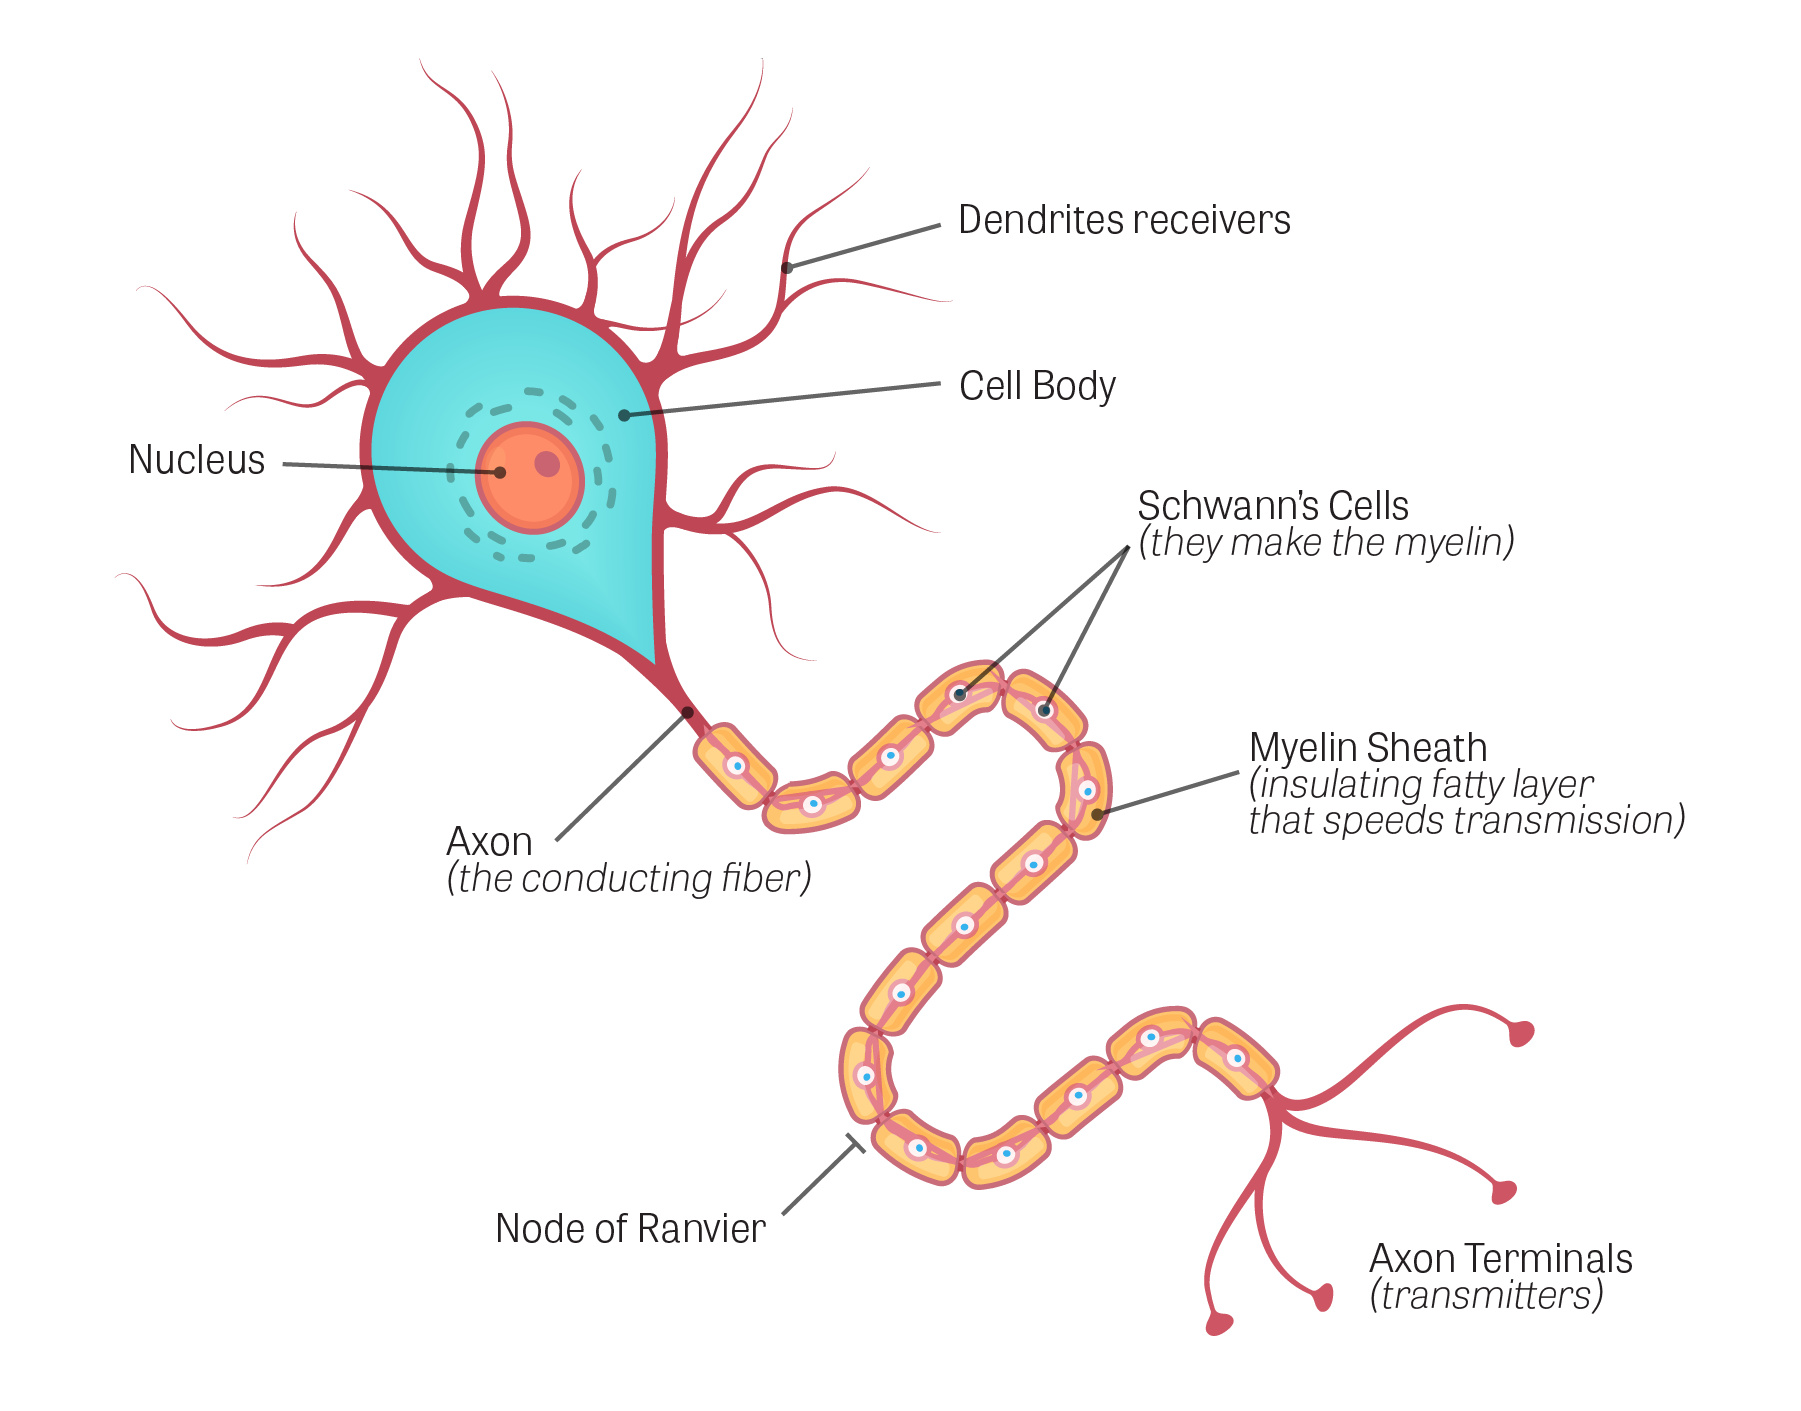 Dendrites receivers
Cell Body
Nucleus
Schwann’s Cells
(they make the myelin)
Myelin Sheath
(insulating fatty layer
that speeds transmission)
Axon
(the conducting fiber)
Node of Ranvier
Axon Terminals
(transmitters)